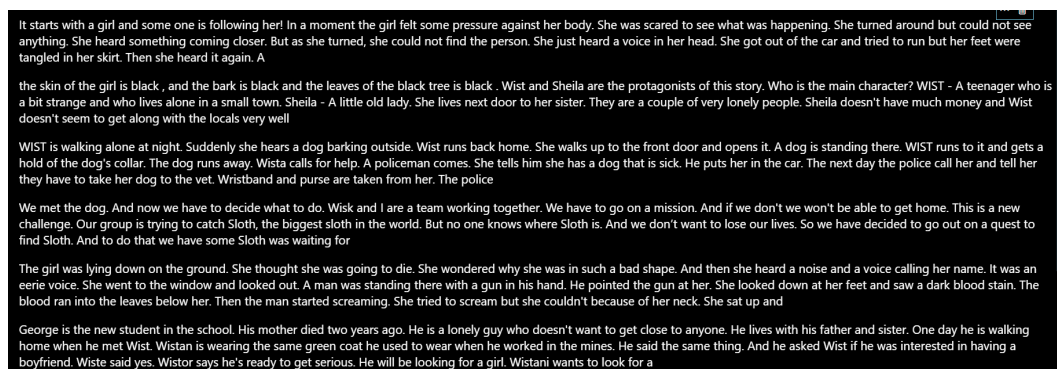 It starts with a girl and some one is following her! In a moment the girl felt some pressure against her body. She was scared to see what was happening. She turned around but could not see
anything. She heard something coming closer. But as she turned, she could not find the person. She just heard a voice in her head. She got out of the car and tried to run but her feet were
tangled in her skirt. Then she heard it again. A
the skin of the girl is black , and the bark is black and the leaves of the black tree is black . Wist and Sheila are the protagonists of this story. Who is the main character? WIST - A teenager who is
a bit strange and who lives alone in a small town. Sheila - A little old lady. She lives next door to her sister. They are a couple of very lonely people. Sheila doesn't have much money and Wist
doesn't seem to get along with the locals very well
WIST is walking alone at night. Suddenly she hears a dog barking outside. Wist runs back home. She walks up to the front door and opens it. A dog is standing there. WIST runs to it and gets a
hold of the dog's collar. The dog runs away. Wista calls for help. A policeman comes. She tells him she has a dog that is sick. He puts her in the car. The next day the police call her and tell her
they have to take her dog to the vet. Wristband and purse are taken from her. The police
We met the dog. And now we have to decide what to do. Wisk and I are a team working together. We have to go on a mission. And if we don't we won't be able to get home. This is a new
challenge. Our group is trying to catch Sloth, the biggest sloth in the world. But no one knows where Sloth is. And we don't want to lose our lives. So we have decided to go out on a quest to
find Sloth. And to do that we have some Sloth was waiting for
The girl was lying down on the ground. She thought she was going to die. She wondered why she was in such a bad shape. And then she heard a noise and a voice calling her name. It was an
eerie voice. She went to the window and looked out. A man was standing there with a gun in his hand. He pointed the gun at her. She looked down at her feet and saw a dark blood stain. The
blood ran into the leaves below her. Then the man started screaming. She tried to scream but she couldn't because of her neck. She sat up and
George is the new student in the school. His mother died two years ago. He is a lonely guy who doesn't want to get close to anyone. He lives with his father and sister. One day he is walking
home when he met Wist. Wistan is wearing the same green coat he used to wear when he worked in the mines. He said the same thing. And he asked Wist if he was interested in having a
boyfriend. Wiste said yes. Wistor says he's ready to get serious. He will be looking for a girl. Wistani wants to look for a